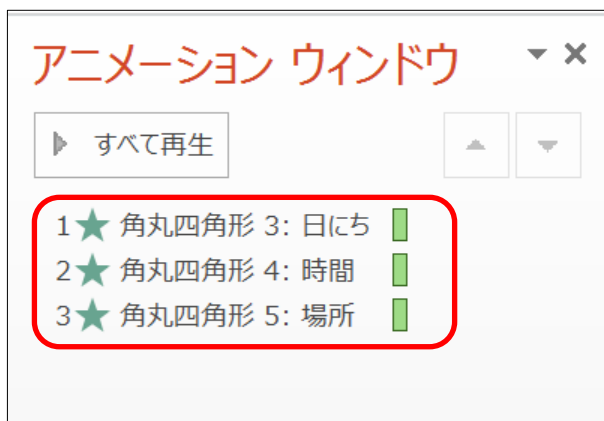 アニメーション ウィンドウ
すべて再生
1 角丸四角形 3: 日にち
2 角丸四角形 4: 時間
3 角丸四角形 5: 場所